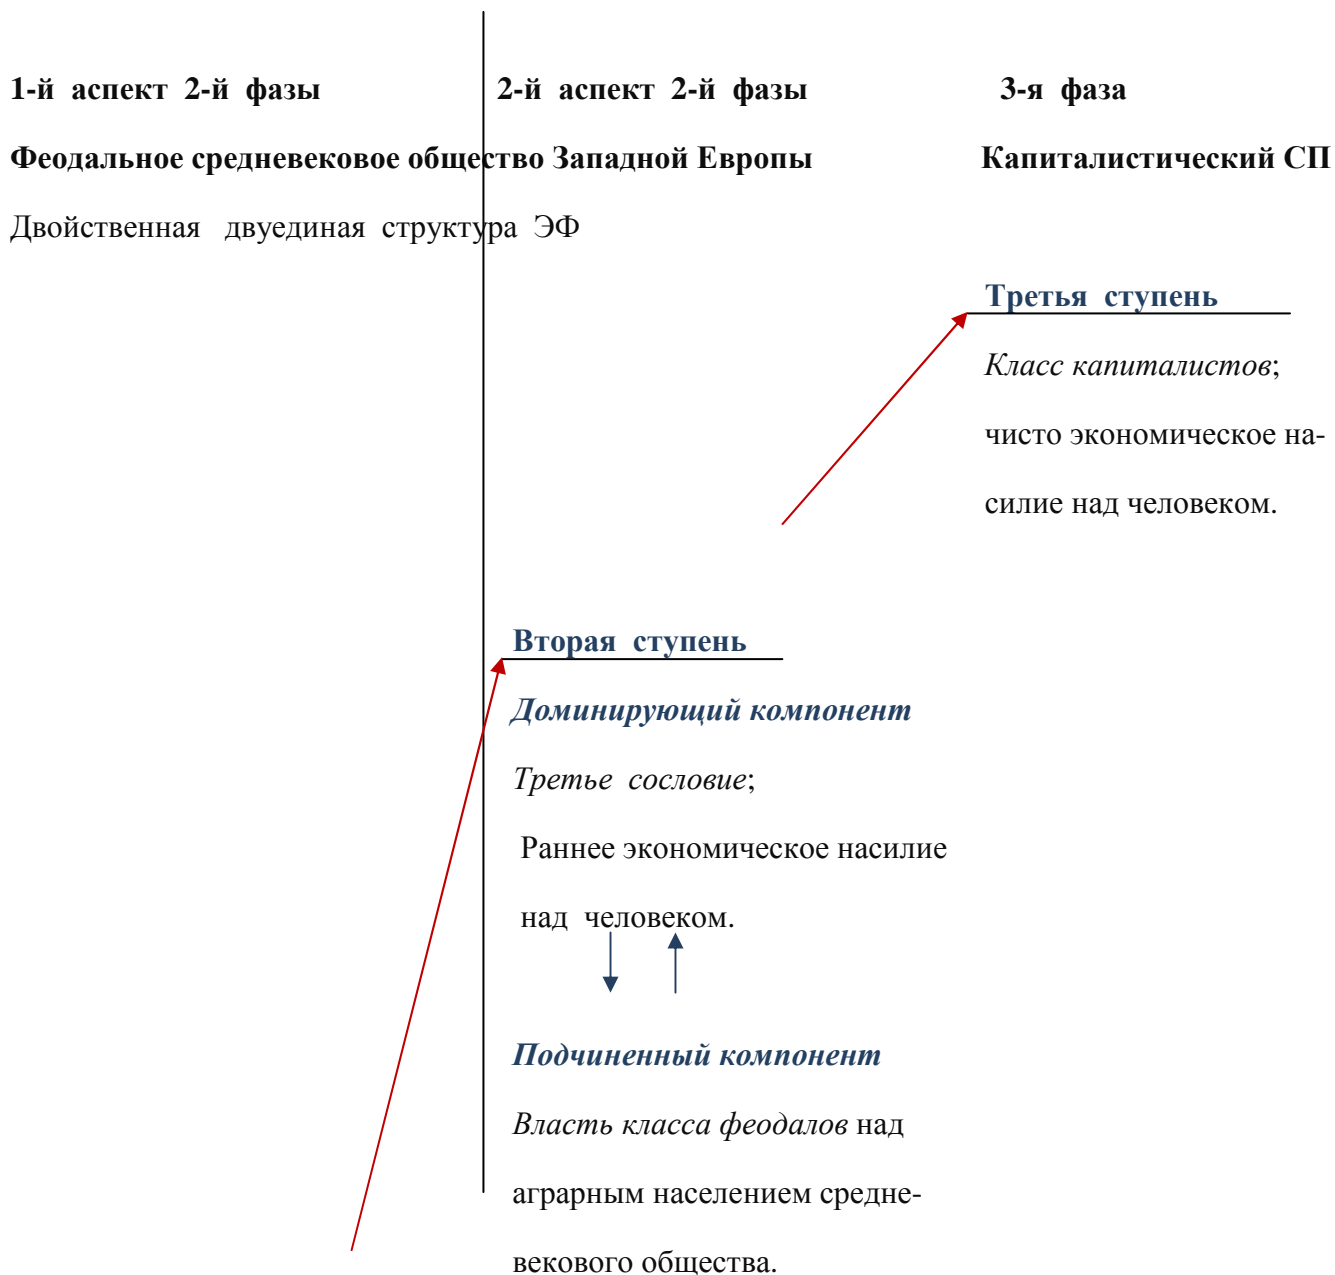 1-й аспект 2-й фазы 2-й аспект 2-й фазы 3-я фаза
Феодальное средневековое общество Западной Европы Капиталистический СП
Двойственная двуединая структура ЭФ
Третья ступень
Класс капиталистов;
чисто экономическое на-
силие над человеком.
Вторая ступень
Доминирующий компонент
Третье сословие;
Раннее экономическое насилие
над человеком.
Подчиненный компонент
Власть класса феодалов над
аграрным населением средне-
векового общества.